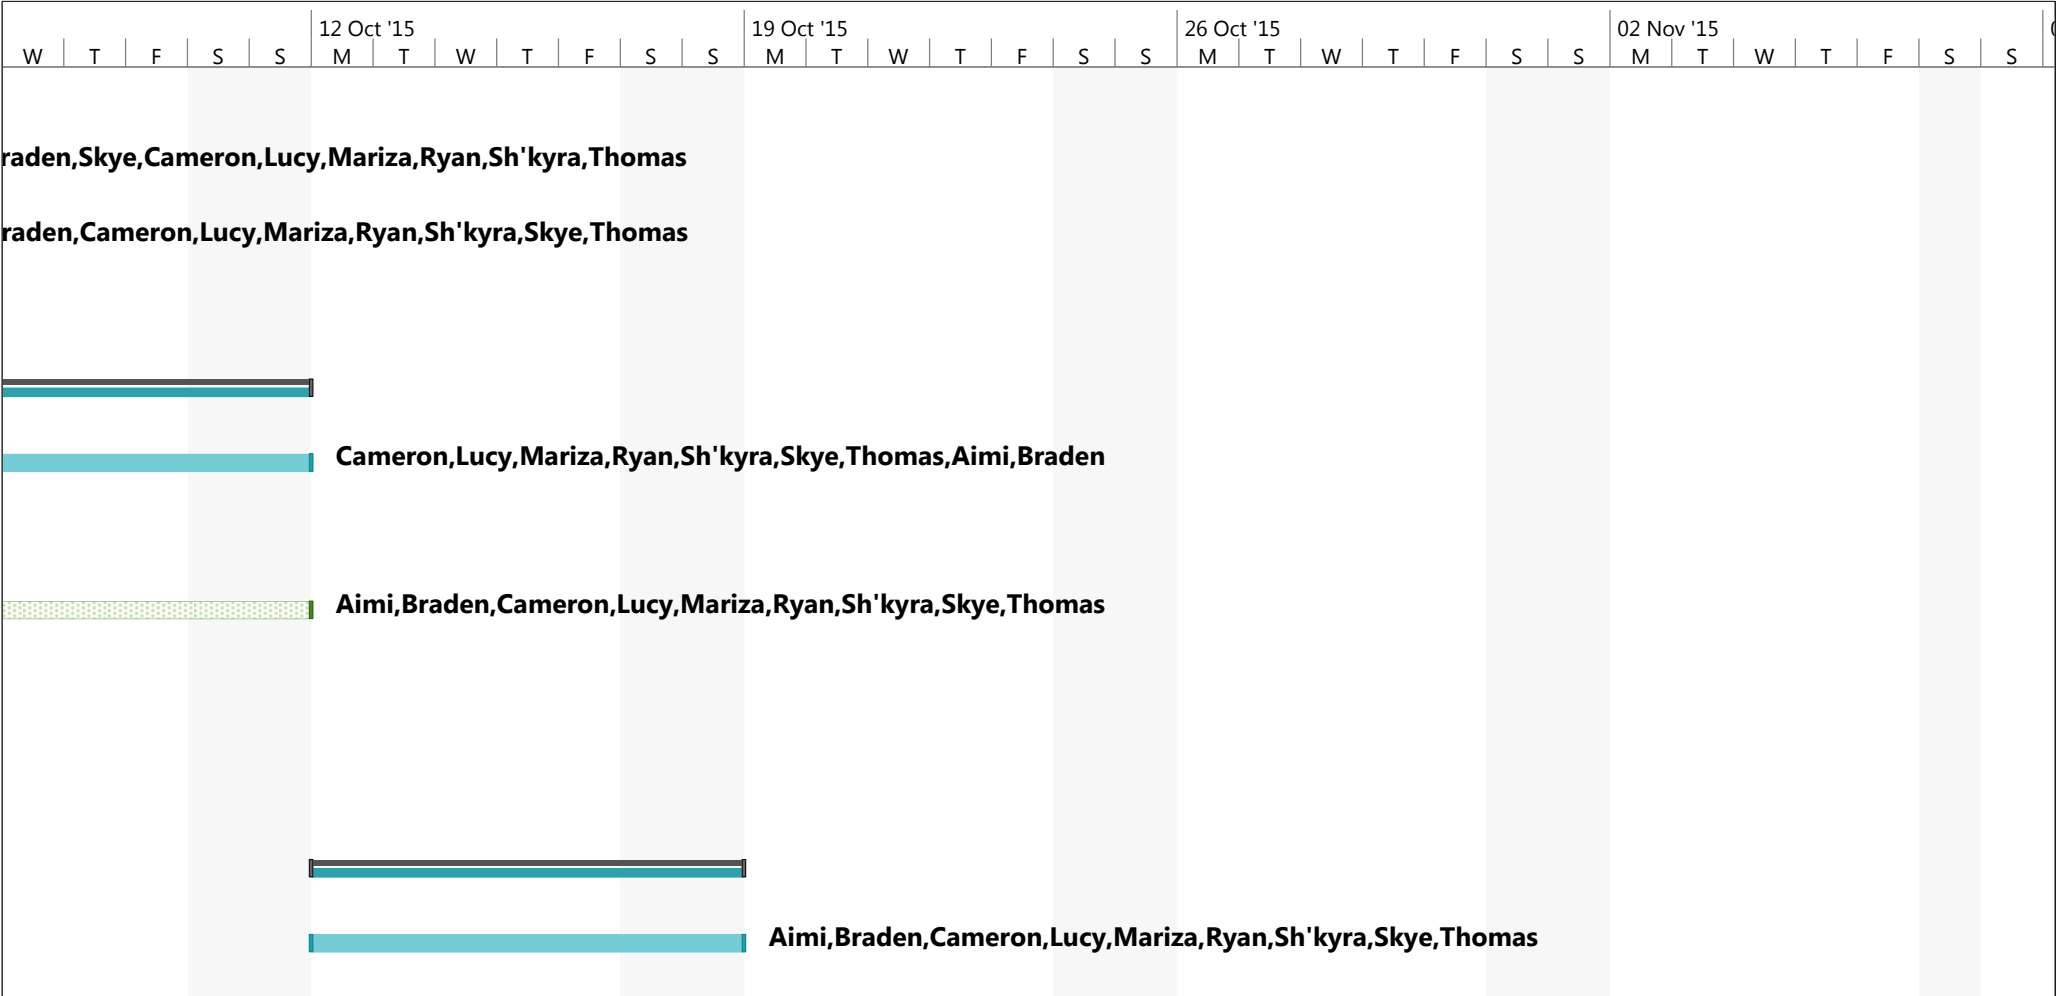 12 Oct '15 19 Oct '15 26 Oct '15 02 Nov '15
W T F S S M T W T F S S M T W T F S S M T W T F S S M T W T F S S
raden,Skye,Cameron,Lucy,Mariza,Ryan,Sh'kyra,Thomas
raden,Cameron,Lucy,Mariza,Ryan,Sh'kyra,Skye,Thomas
Cameron,Lucy,Mariza,Ryan,Sh'kyra,Skye,Thomas,Aimi,Braden
Aimi,Braden,Cameron,Lucy,Mariza,Ryan,Sh'kyra,Skye,Thomas
Aimi,Braden,Cameron,Lucy,Mariza,Ryan,Sh'kyra,Skye,Thomas